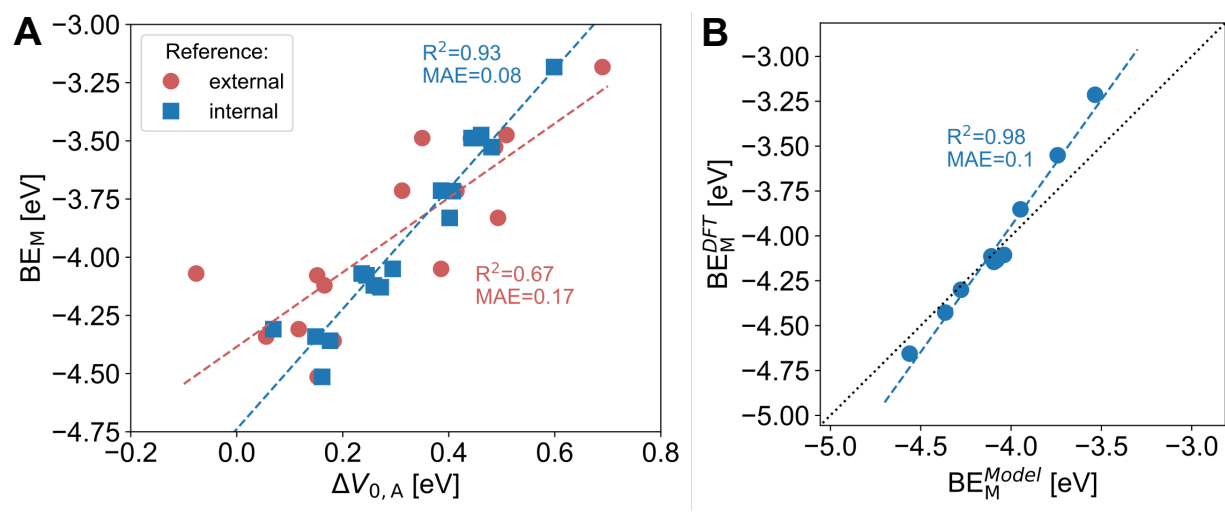 A
Reference:
external
internal
R²=0.93
MAE=0.08
R²=0.67
MAE=0.17
−3.00
−3.25
−3.50
−3.75
−4.00
−4.25
−4.50
−4.75
BE_M [eV]
−0.2 0.0 0.2 0.4 0.6 0.8
ΔV_{0, A} [eV]
B
R²=0.98
MAE=0.1
−3.00
−3.25
−3.50
−3.75
−4.00
−4.25
−4.50
−4.75
−5.00
BE_M^{DFT} [eV]
−5.0 −4.5 −4.0 −3.5 −3.0
BE_M^{Model} [eV]